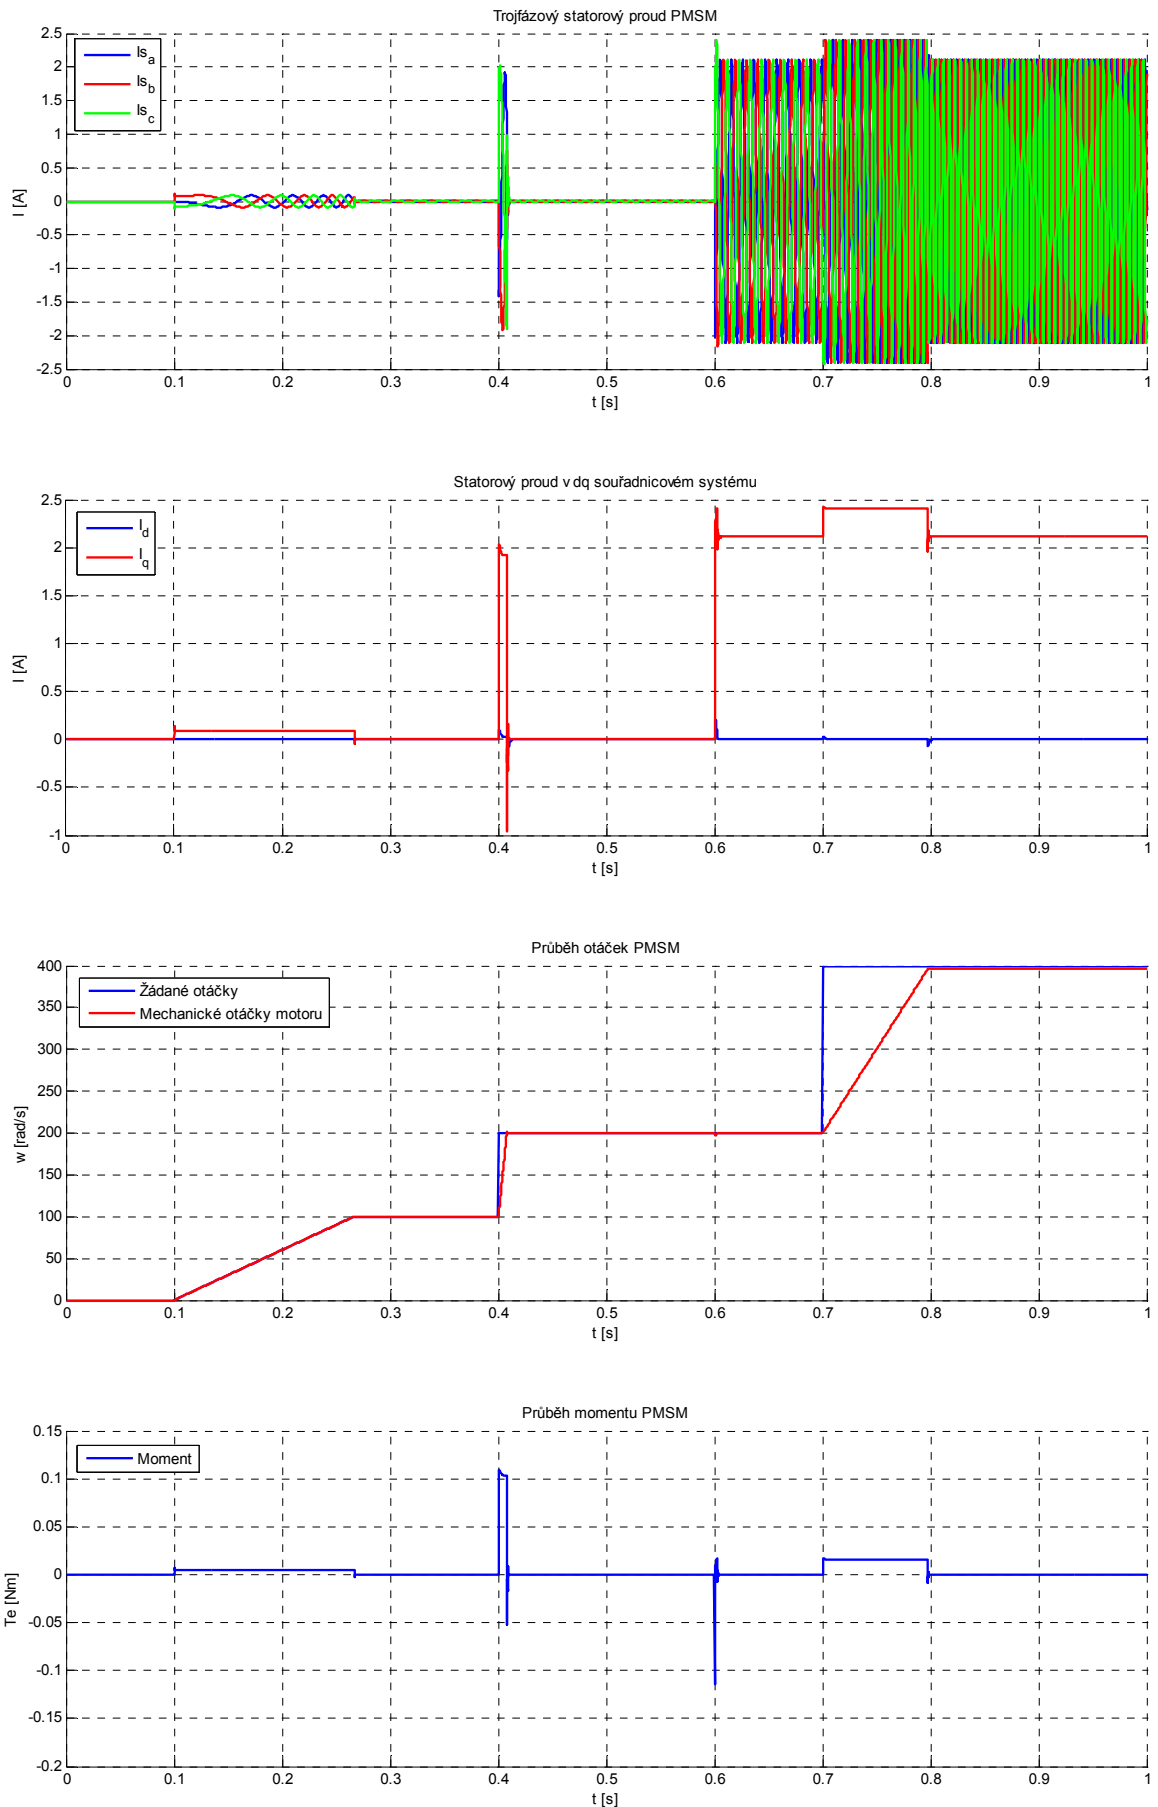 Trojfázový statorový proud PMSM
2.5
2
1.5
1
0.5
0
-0.5
-1
-1.5
-2
-2.5
I [A]
Is_a
Is_b
Is_c
0 0.1 0.2 0.3 0.4 0.5 0.6 0.7 0.8 0.9 1
t [s]
Statorový proud v dq souřadnicovém systému
2.5
2
1.5
1
0.5
0
-0.5
-1
I [A]
I_d
I_q
0 0.1 0.2 0.3 0.4 0.5 0.6 0.7 0.8 0.9 1
t [s]
Průběh otáček PMSM
400
350
300
250
200
150
100
50
0
w [rad/s]
Žádané otáčky
Mechanické otáčky motoru
0 0.1 0.2 0.3 0.4 0.5 0.6 0.7 0.8 0.9 1
t [s]
Průběh momentu PMSM
0.15
0.1
0.05
0
-0.05
-0.1
-0.15
-0.2
Te [Nm]
Moment
0 0.1 0.2 0.3 0.4 0.5 0.6 0.7 0.8 0.9 1
t [s]